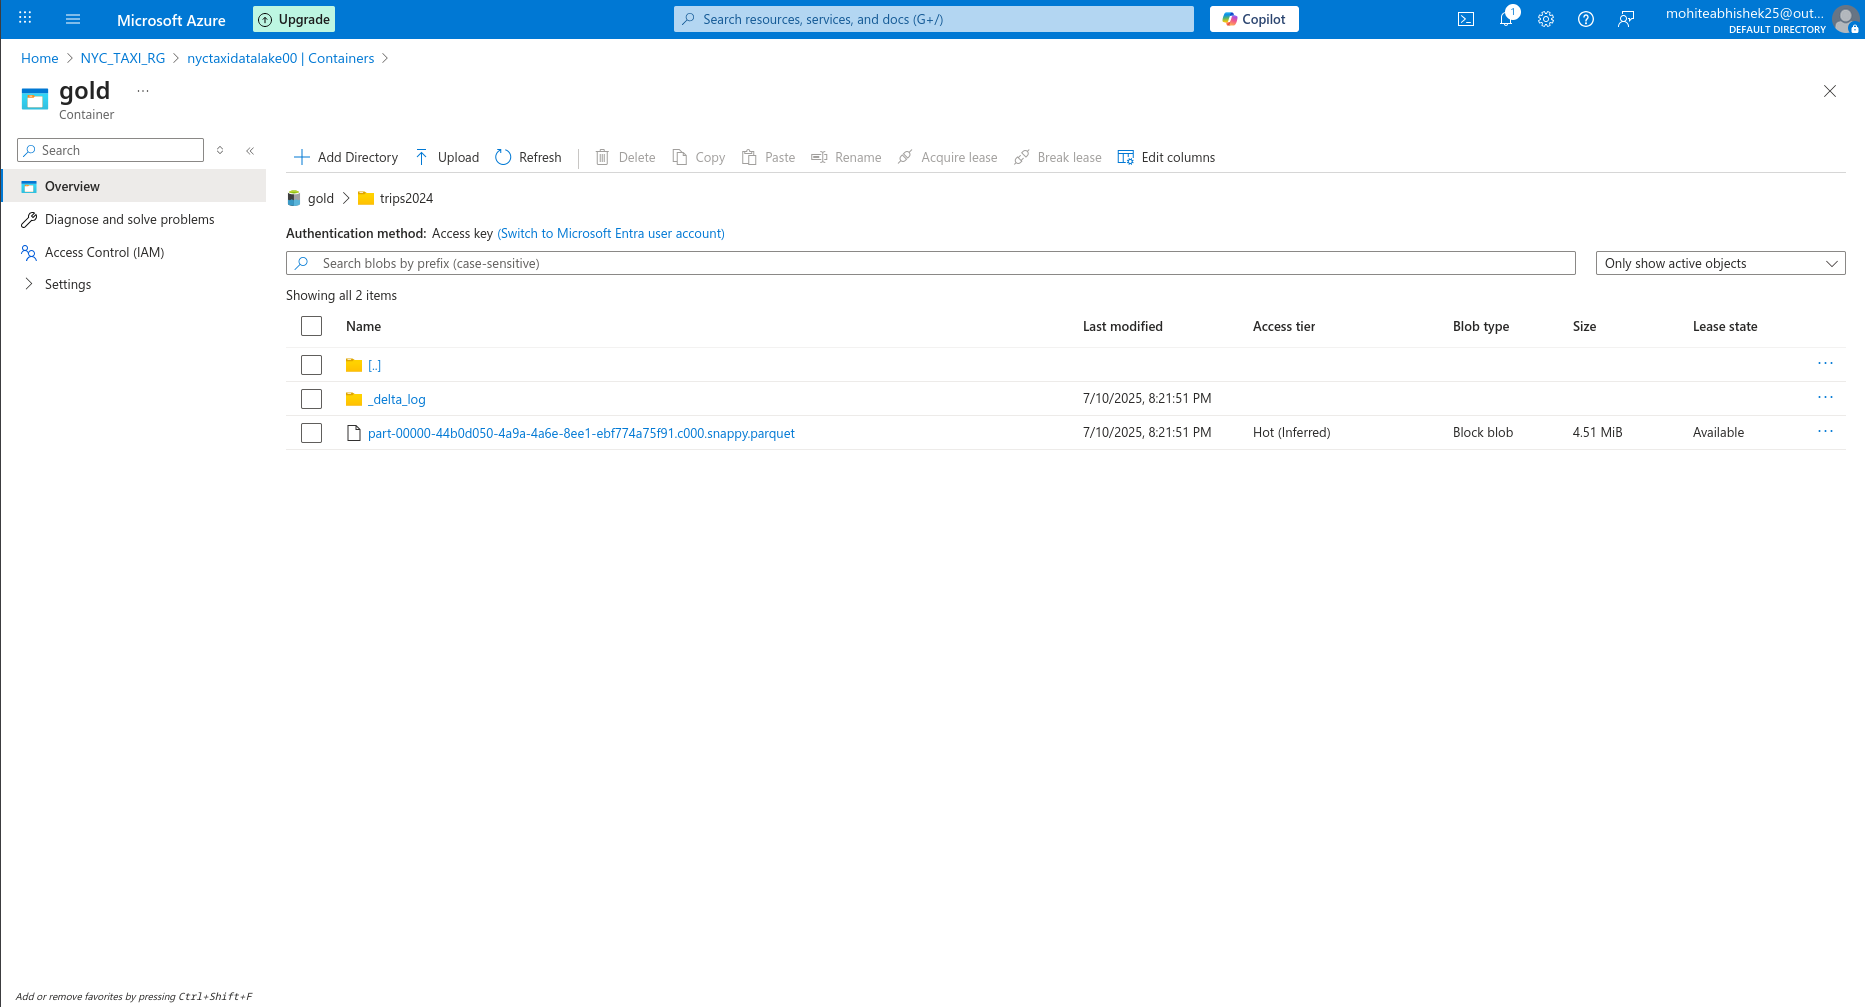 Microsoft Azure
Upgrade
Search resources, services, and docs (G+/)
Copilot
1
mohiteabhishek25@out...
DEFAULT DIRECTORY
Home > NYC_TAXI_RG > nyctaxidatalake00 | Containers >
gold
...
Container
Search
Add Directory Upload Refresh Delete Copy Paste Rename Acquire lease Break lease Edit columns
Overview
Diagnose and solve problems
Access Control (IAM)
Settings
gold > trips2024
Authentication method: Access key (Switch to Microsoft Entra user account)
Search blobs by prefix (case-sensitive)
Only show active objects
Showing all 2 items
Name Last modified Access tier Blob type Size Lease state
[..] ...
_delta_log 7/10/2025, 8:21:51 PM ...
part-00000-44b0d050-4a9a-4a6e-8ee1-ebf774a75f91.c000.snappy.parquet 7/10/2025, 8:21:51 PM Hot (Inferred) Block blob 4.51 MiB Available ...
Add or remove favorites by pressing Ctrl+Shift+F